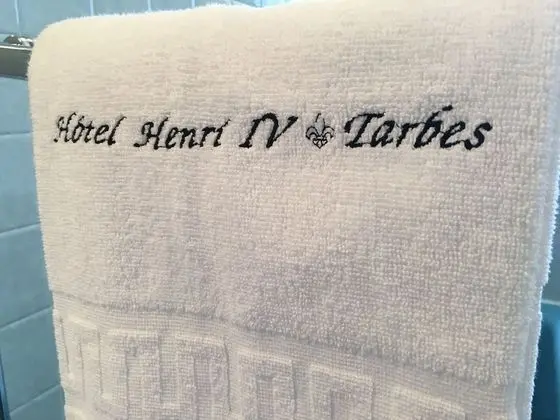 Hôtel Henri IV ⚜ Tarbes